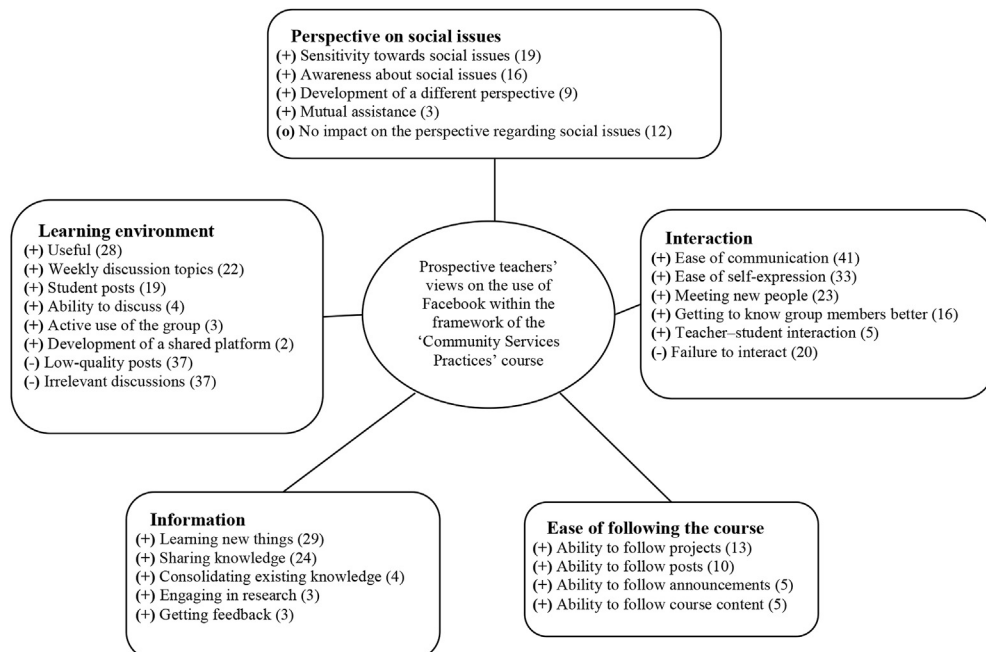 Perspective on social issues
(+) Sensitivity towards social issues (19)
(+) Awareness about social issues (16)
(+) Development of a different perspective (9)
(+) Mutual assistance (3)
(o) No impact on the perspective regarding social issues (12)
Learning environment
(+) Useful (28)
(+) Weekly discussion topics (22)
(+) Student posts (19)
(+) Ability to discuss (4)
(+) Active use of the group (3)
(+) Development of a shared platform (2)
(-) Low-quality posts (37)
(-) Irrelevant discussions (37)
Prospective teachers’
views on the use of
Facebook within the
framework of the
‘Community Services
Practices’ course
Interaction
(+) Ease of communication (41)
(+) Ease of self-expression (33)
(+) Meeting new people (23)
(+) Getting to know group members better (16)
(+) Teacher–student interaction (5)
(-) Failure to interact (20)
Information
(+) Learning new things (29)
(+) Sharing knowledge (24)
(+) Consolidating existing knowledge (4)
(+) Engaging in research (3)
(+) Getting feedback (3)
Ease of following the course
(+) Ability to follow projects (13)
(+) Ability to follow posts (10)
(+) Ability to follow announcements (5)
(+) Ability to follow course content (5)